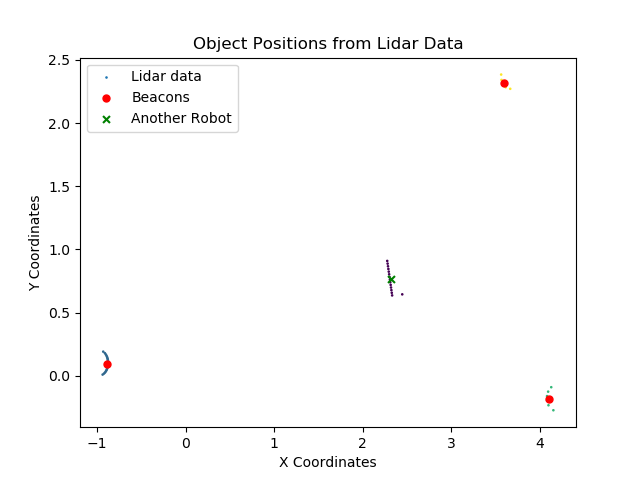 Object Positions from Lidar Data
Lidar data
Beacons
Another Robot
2.5
2.0
1.5
1.0
0.5
0.0
Y Coordinates
−1
0
1
2
3
4
X Coordinates